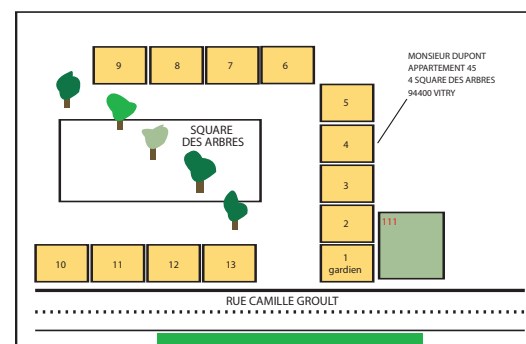 9
8
7
6
MONSIEUR DUPONT
APPARTEMENT 45
4 SQUARE DES ARBRES
94400 VITRY
5
SQUARE
DES ARBRES
4
3
2
111
1
gardien
10
11
12
13
RUE CAMILLE GROULT